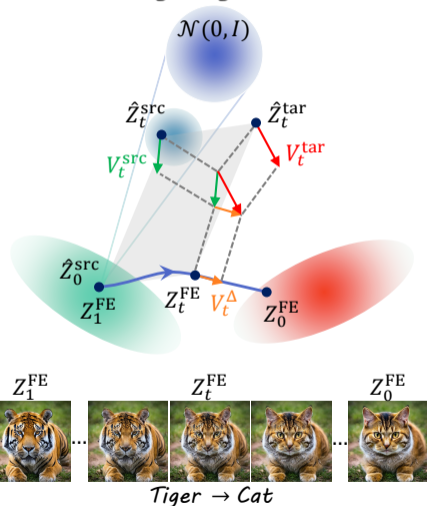 𝒩(0, I)
Ẑ_t^src Ẑ_t^tar
V_t^src V_t^tar
Ẑ_0^src
Z_1^FE Z_t^FE V_t^Δ Z_0^FE
Z_1^FE Z_t^FE Z_0^FE
... ...
Tiger → Cat